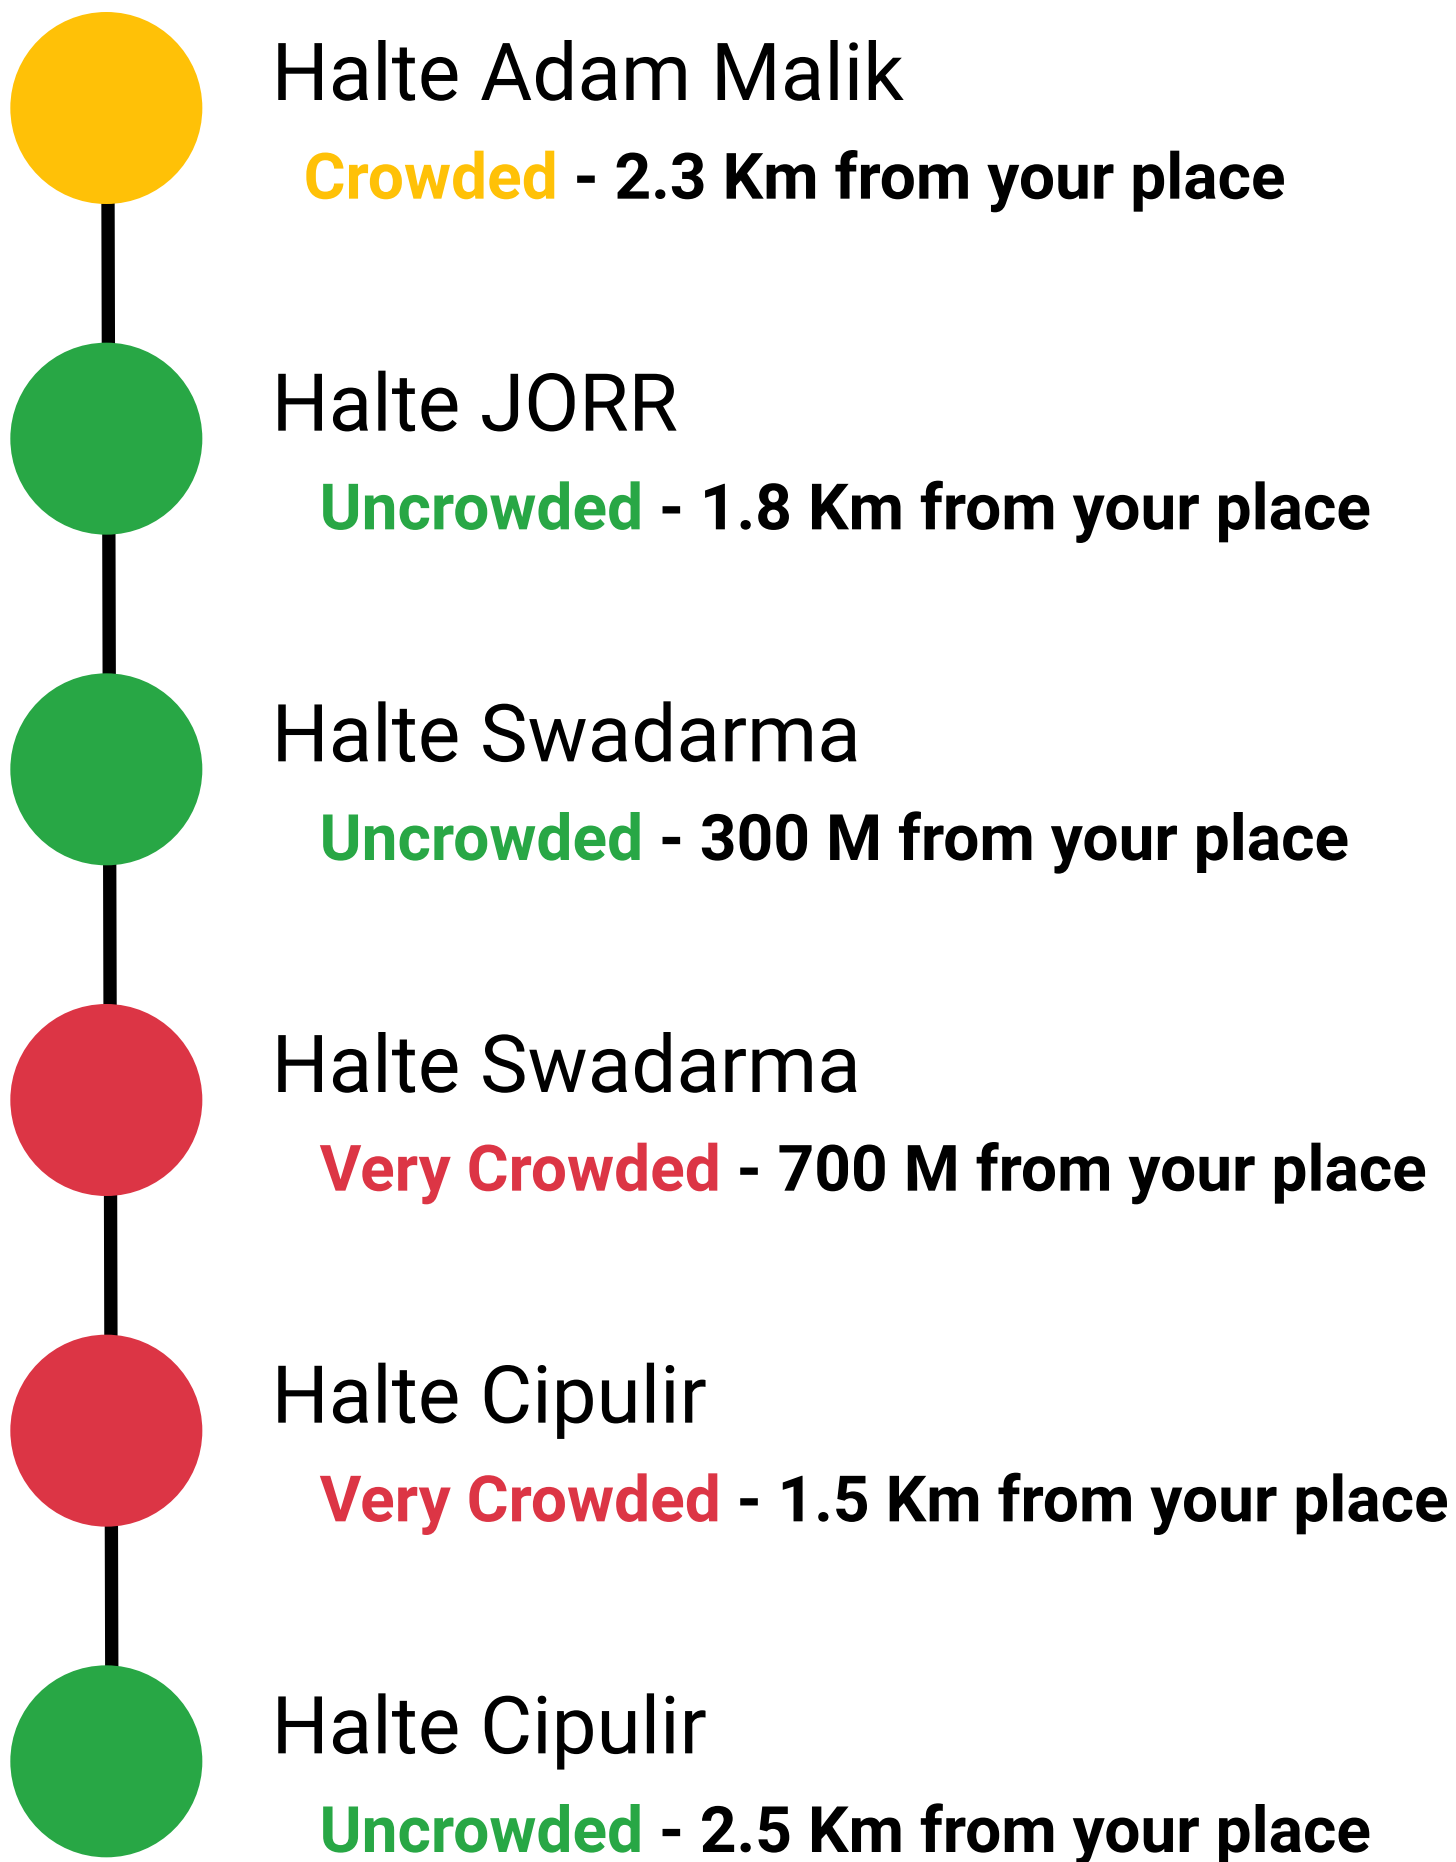 Halte Adam Malik
Crowded - 2.3 Km from your place
Halte JORR
Uncrowded - 1.8 Km from your place
Halte Swadarma
Uncrowded - 300 M from your place
Halte Swadarma
Very Crowded - 700 M from your place
Halte Cipulir
Very Crowded - 1.5 Km from your place
Halte Cipulir
Uncrowded - 2.5 Km from your place